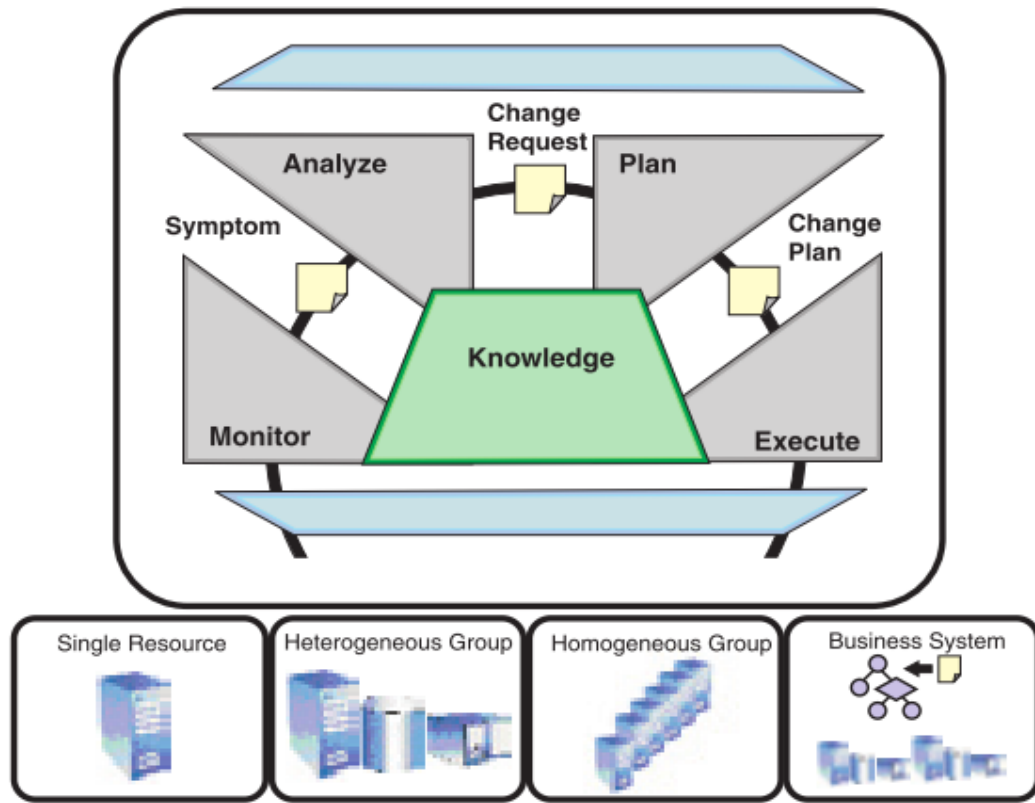 Change
Request
Analyze
Plan
Symptom
Change
Plan
Knowledge
Monitor
Execute
Single Resource
Heterogeneous Group
Homogeneous Group
Business System